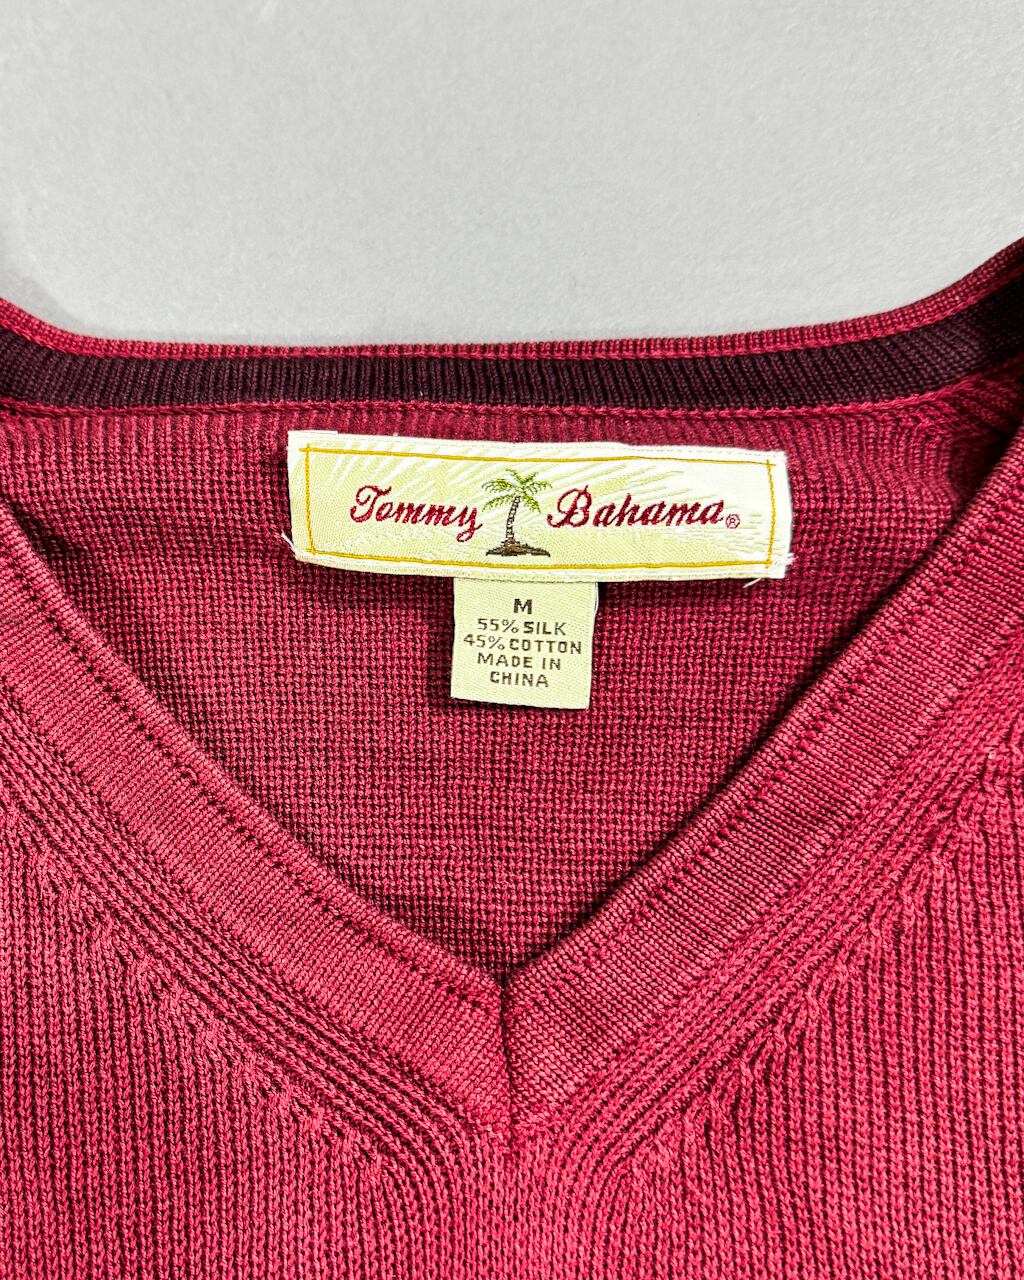 Tommy Bahama®
M
55% SILK
45% COTTON
MADE IN
CHINA